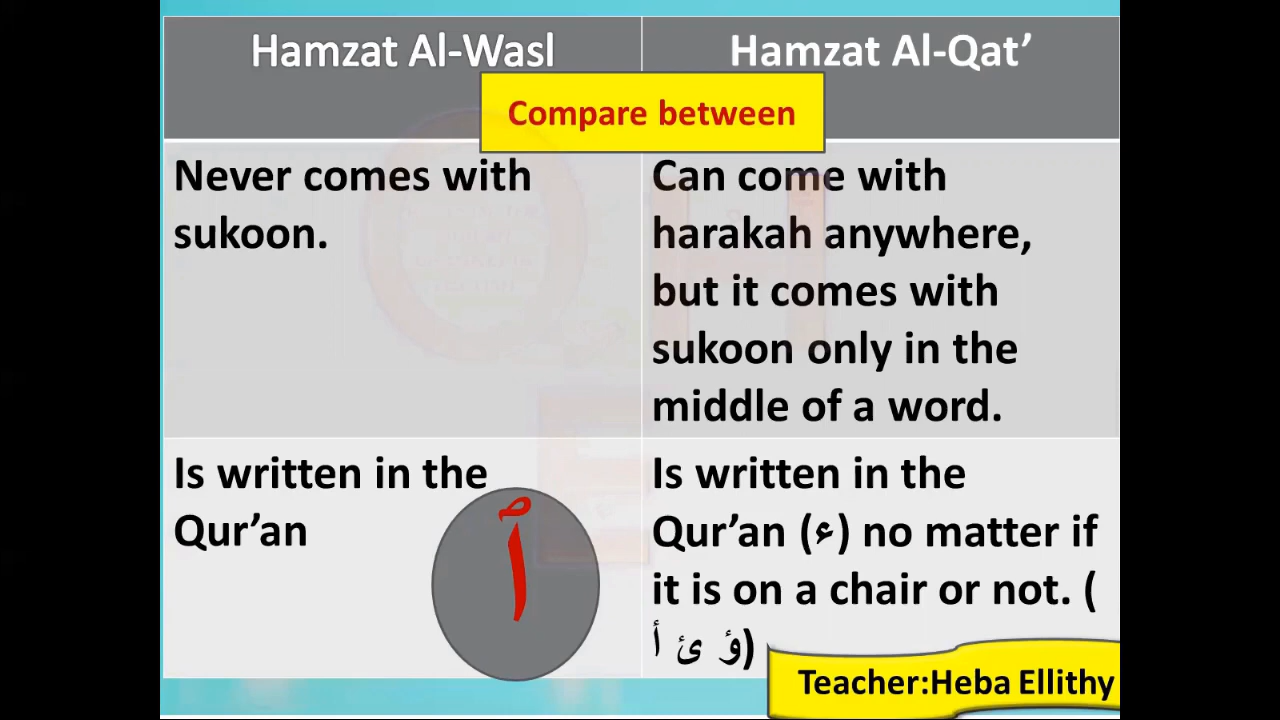 Hamzat Al-Wasl
Hamzat Al-Qat’
Compare between
Never comes with
sukoon.
Can come with
harakah anywhere,
but it comes with
sukoon only in the
middle of a word.
Is written in the
Qur’an
ٱ
Is written in the
Qur’an (ء) no matter if
it is on a chair or not. (
أ ئ ؤ)
Teacher:Heba Ellithy